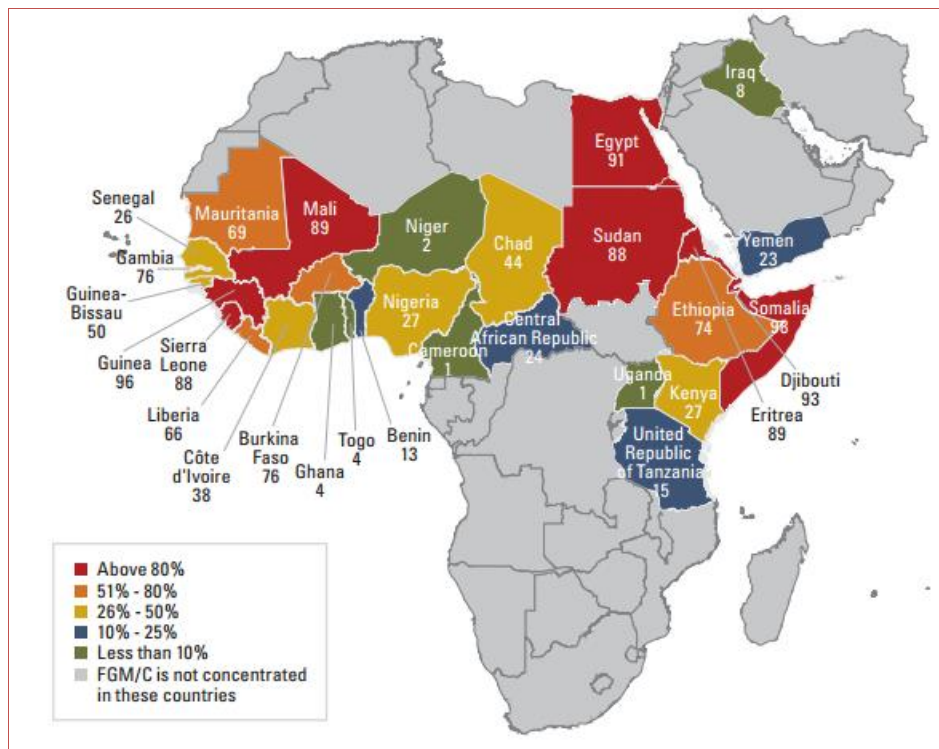 Iraq
8
Egypt
91
Senegal
26
Mauritania
69
Mali
89
Niger
2
Chad
44
Sudan
88
Yemen
23
Gambia
76
Guinea-
Bissau
50
Nigeria
27
Ethiopia
74
Somalia
98
Central
African Republic
24
Cameroon
1
Guinea
96
Sierra
Leone
88
Uganda
1
Kenya
27
Djibouti
93
Eritrea
89
Liberia
66
Côte
d'Ivoire
38
Burkina
Faso
76
Ghana
4
Togo
4
Benin
13
United
Republic
of Tanzania
15
Above 80%
51% - 80%
26% - 50%
10% - 25%
Less than 10%
FGM/C is not concentrated
in these countries